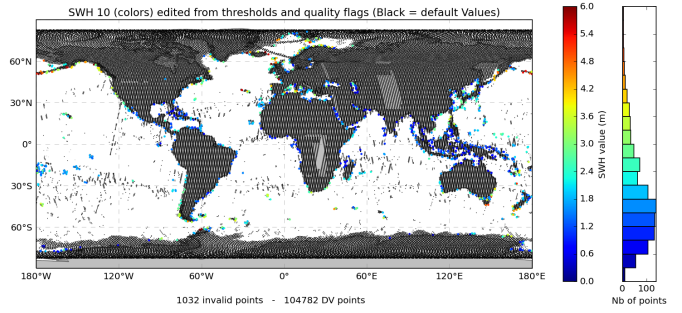 SWH 10 (colors) edited from thresholds and quality flags (Black = default Values)
60°N
30°N
0°
30°S
60°S
180°W
120°W
60°W
0°
60°E
120°E
180°E
1032 invalid points - 104782 DV points
6.0
5.4
4.8
4.2
3.6
3.0
2.4
1.8
1.2
0.6
0.0
SWH value (m)
0
100
Nb of points